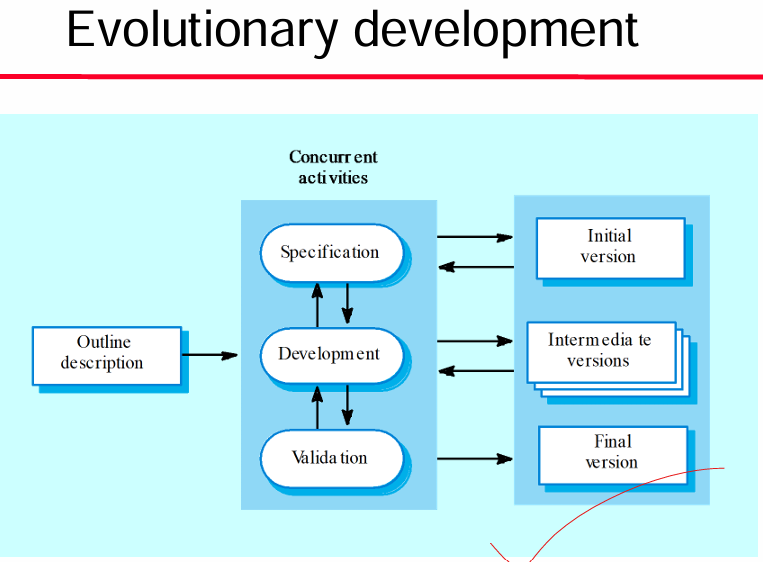 Evolutionary development
Concurrent
activities
Outline
description
Specification
Development
Validation
Initial
version
Intermediate
versions
Final
version